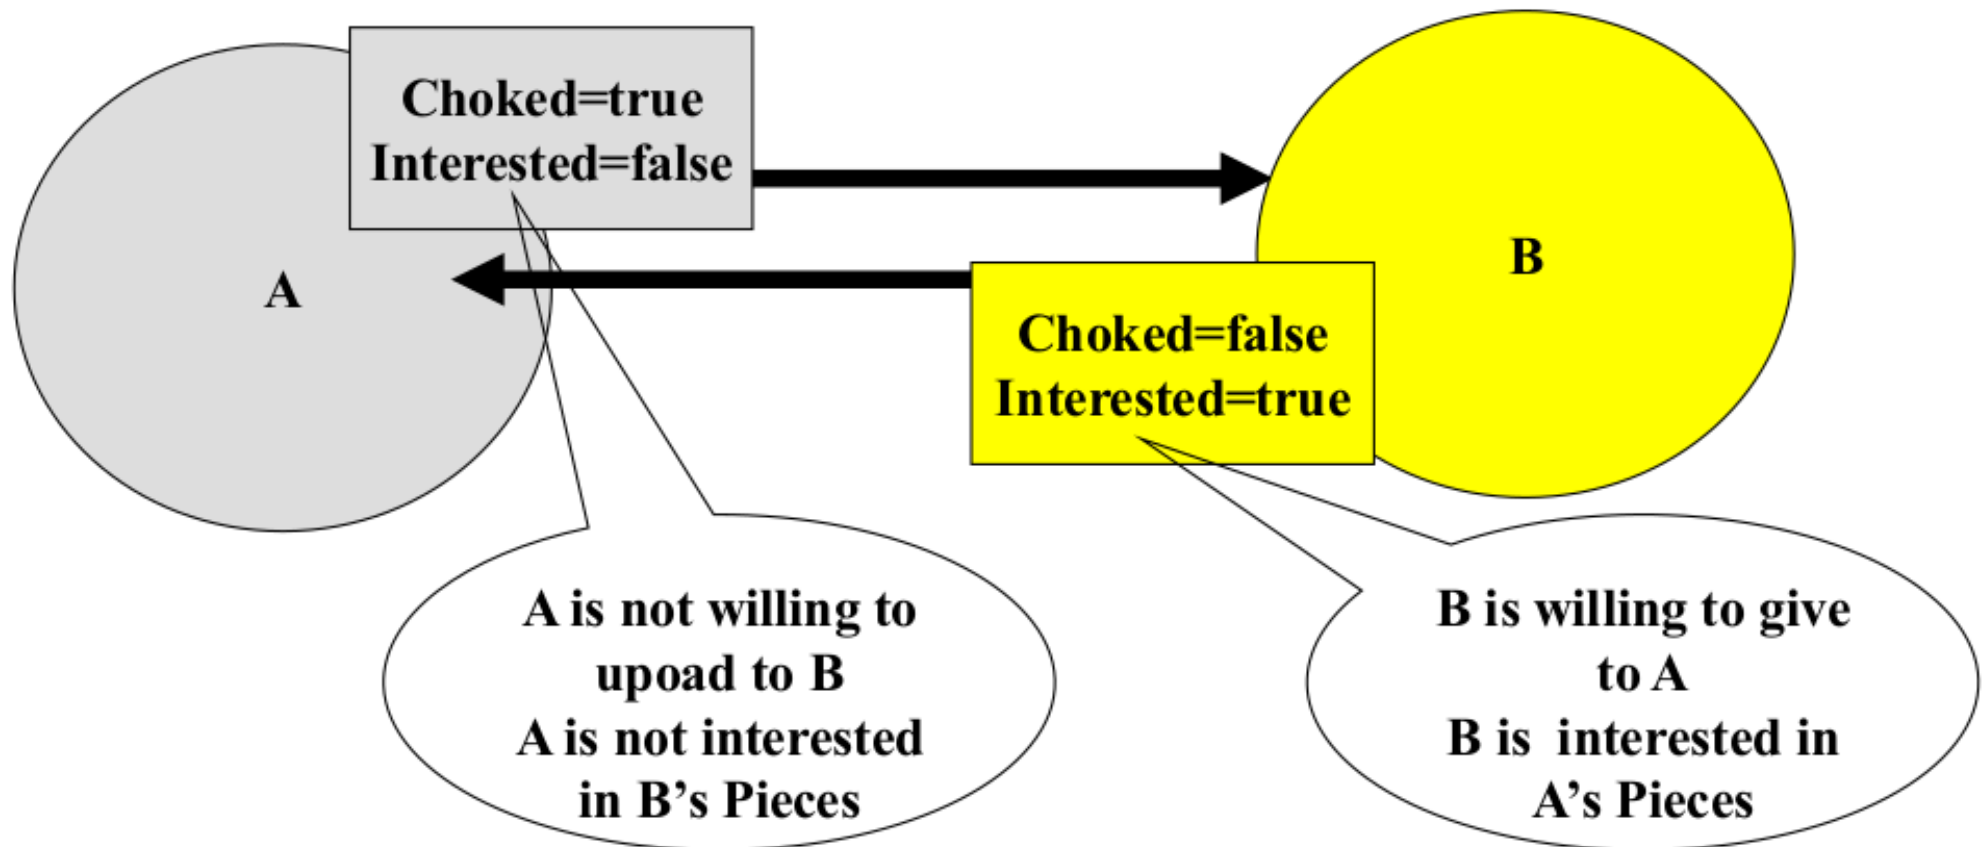 Choked=true
Interested=false
A
B
Choked=false
Interested=true
A is not willing to
upoad to B
A is not interested
in B’s Pieces
B is willing to give
to A
B is  interested in
A’s Pieces